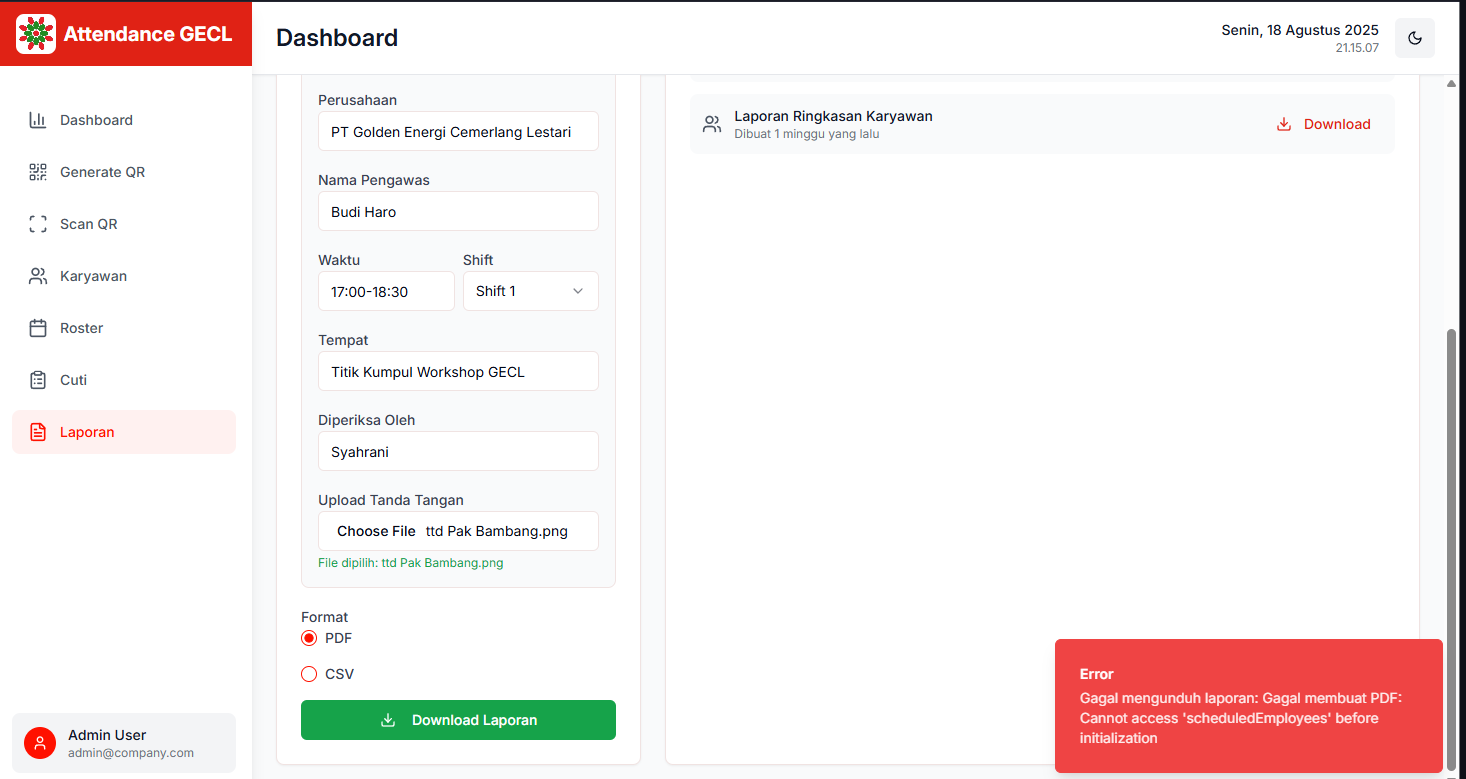 Attendance GECL
Dashboard
Senin, 18 Agustus 2025
21.15.07
Dashboard
Generate QR
Scan QR
Karyawan
Roster
Cuti
Laporan
Admin User
admin@company.com
Perusahaan
PT Golden Energi Cemerlang Lestari
Nama Pengawas
Budi Haro
Waktu
Shift
17:00-18:30
Shift 1
Tempat
Titik Kumpul Workshop GECL
Diperiksa Oleh
Syahrani
Upload Tanda Tangan
Choose File ttd Pak Bambang.png
File dipilih: ttd Pak Bambang.png
Format
PDF
CSV
Download Laporan
Laporan Ringkasan Karyawan
Dibuat 1 minggu yang lalu
Download
Error
Gagal mengunduh laporan: Gagal membuat PDF:
Cannot access 'scheduledEmployees' before
initialization